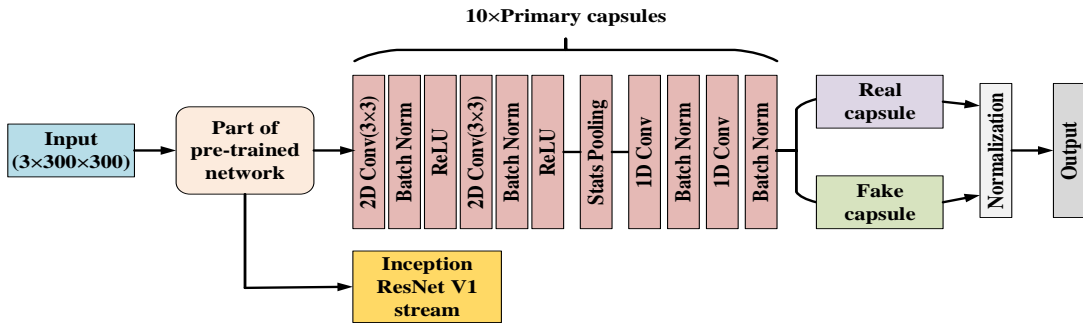 10×Primary capsules
Input
(3×300×300)
Part of
pre-trained
network
2D Conv(3×3)
Batch Norm
ReLU
2D Conv(3×3)
Batch Norm
ReLU
Stats Pooling
1D Conv
Batch Norm
1D Conv
Batch Norm
Real
capsule
Fake
capsule
Normalization
Output
Inception
ResNet V1
stream